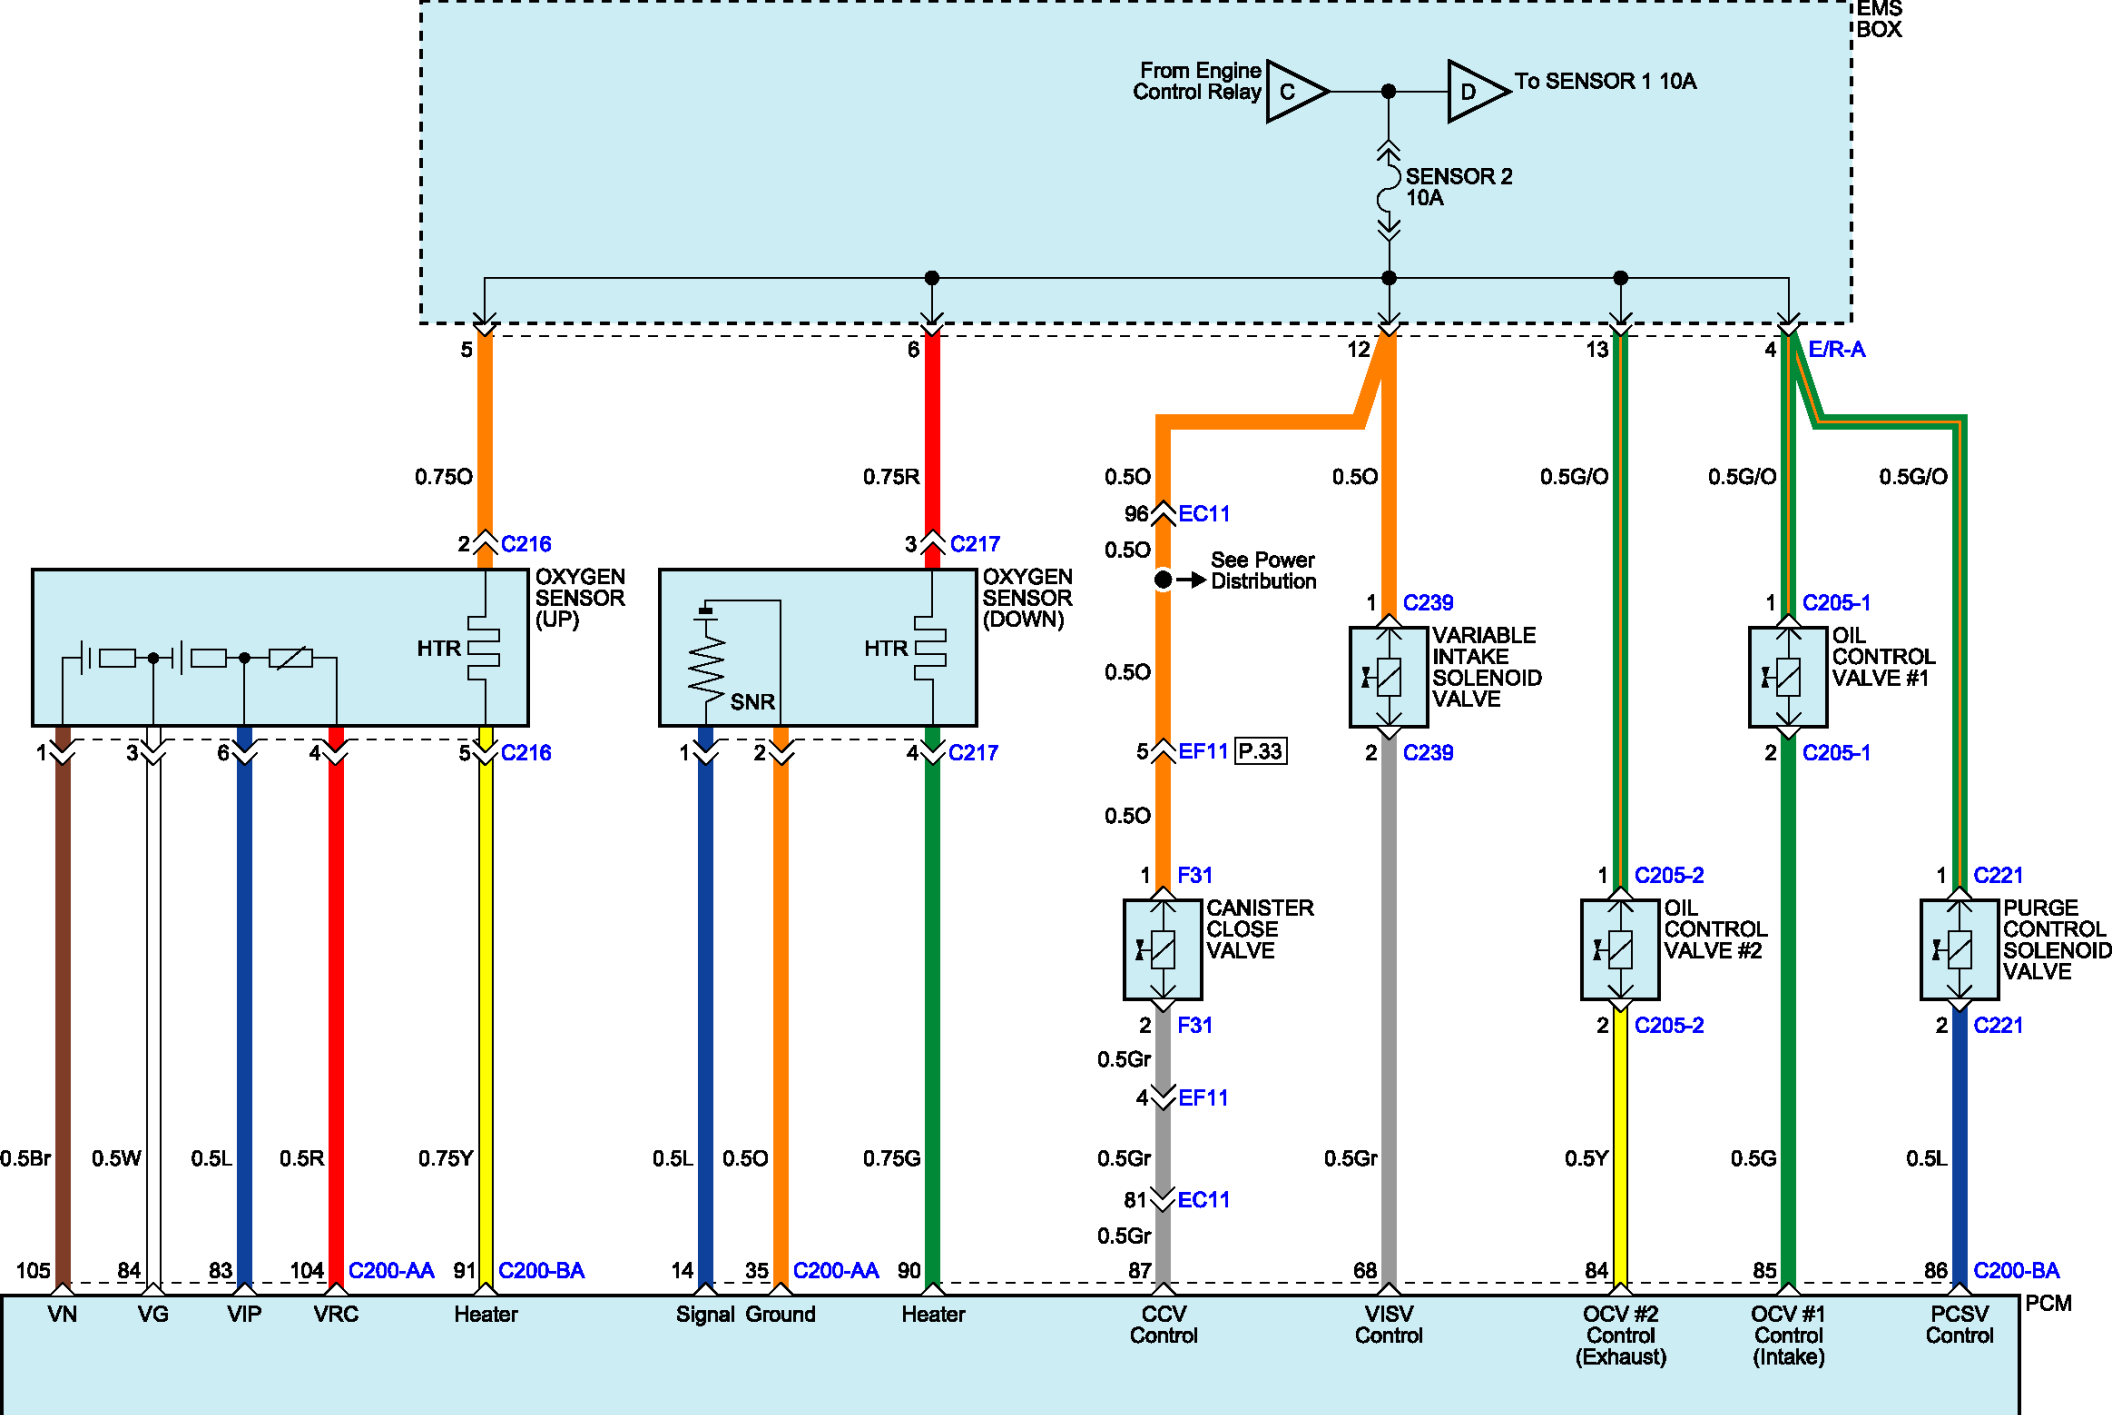 EMS
BOX
From Engine
Control Relay
C
D
To SENSOR 1 10A
SENSOR 2
10A
5
6
12
13
4
E/R-A
0.75O
0.75R
0.5O
0.5O
0.5G/O
0.5G/O
0.5G/O
96
EC11
2
C216
3
C217
0.5O
See Power
Distribution
OXYGEN
SENSOR
(UP)
OXYGEN
SENSOR
(DOWN)
1
C239
1
C205-1
HTR
HTR
SNR
0.5O
VARIABLE
INTAKE
SOLENOID
VALVE
OIL
CONTROL
VALVE #1
1
3
6
4
5
C216
1
2
4
C217
5
EF11
P.33
2
C239
2
C205-1
0.5O
1
F31
1
C205-2
1
C221
CANISTER
CLOSE
VALVE
OIL
CONTROL
VALVE #2
PURGE
CONTROL
SOLENOID
VALVE
2
F31
2
C205-2
2
C221
0.5Gr
4
EF11
0.5Br
0.5W
0.5L
0.5R
0.75Y
0.5L
0.5O
0.75G
0.5Gr
0.5Gr
0.5Y
0.5G
0.5L
81
EC11
0.5Gr
105
84
83
104
C200-AA
91
C200-BA
14
35
C200-AA
90
87
68
84
85
86
C200-BA
PCM
VN
VG
VIP
VRC
Heater
Signal
Ground
Heater
CCV
Control
VISV
Control
OCV #2
Control
(Exhaust)
OCV #1
Control
(Intake)
PCSV
Control